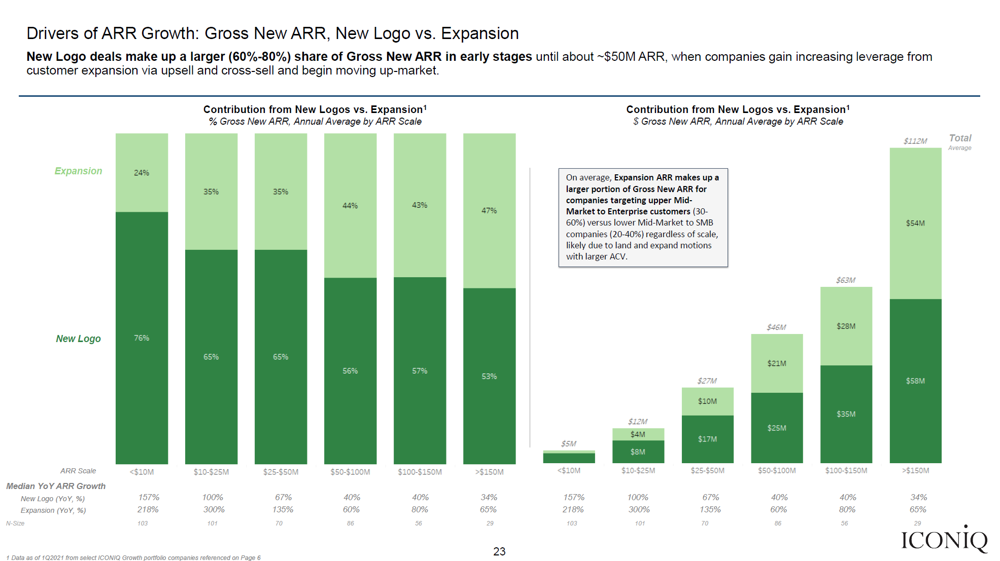 Drivers of ARR Growth: Gross New ARR, New Logo vs. Expansion
New Logo deals make up a larger (60%-80%) share of Gross New ARR in early stages until about ~$50M ARR, when companies gain increasing leverage from
customer expansion via upsell and cross-sell and begin moving up-market.
Contribution from New Logos vs. Expansion1
% Gross New ARR, Annual Average by ARR Scale
Expansion
24% 35% 35% 44% 43% 47%
New Logo
76% 65% 65% 56% 57% 53%
ARR Scale <$10M $10-$25M $25-$50M $50-$100M $100-$150M >$150M
Contribution from New Logos vs. Expansion1
$ Gross New ARR, Annual Average by ARR Scale
Total
Average
On average, Expansion ARR makes up a
larger portion of Gross New ARR for
companies targeting upper Mid-
Market to Enterprise customers (30-
60%) versus lower Mid-Market to SMB
companies (20-40%) regardless of scale,
likely due to land and expand motions
with larger ACV.
$5M $12M $27M $46M $63M $112M
$4M $10M $21M $28M $54M
$8M $17M $25M $35M $58M
<$10M $10-$25M $25-$50M $50-$100M $100-$150M >$150M
Median YoY ARR Growth
New Logo (YoY, %) 157% 100% 67% 40% 40% 34% 157% 100% 67% 40% 40% 34%
Expansion (YoY, %) 218% 300% 135% 60% 80% 65% 218% 300% 135% 60% 80% 65%
N-Size 103 101 70 86 56 29 103 101 70 86 56 29
ICONIQ
23
1 Data as of 1Q2021 from select ICONIQ Growth portfolio companies referenced on Page 6